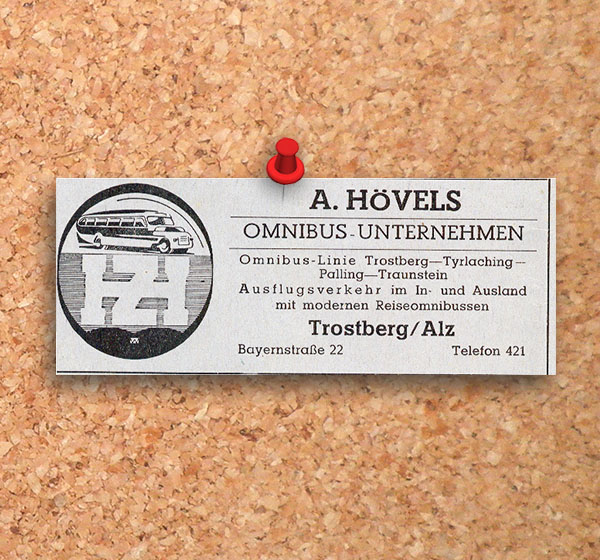 A. HÖVELS
OMNIBUS-UNTERNEHMEN
Omnibus-Linie Trostberg—Tyrlaching—
Palling—Traunstein
Ausflugsverkehr im In- und Ausland
mit modernen Reiseomnibussen
Trostberg/Alz
Bayernstraße 22 Telefon 421